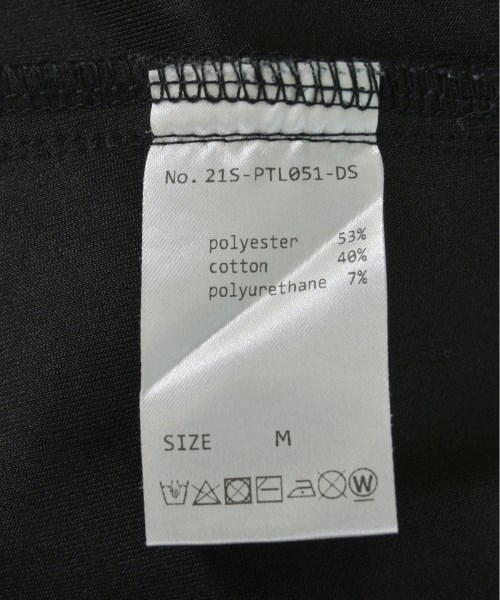 No. 21S-PTL051-DS
polyester 53%
cotton 40%
polyurethane 7%
SIZE M
W